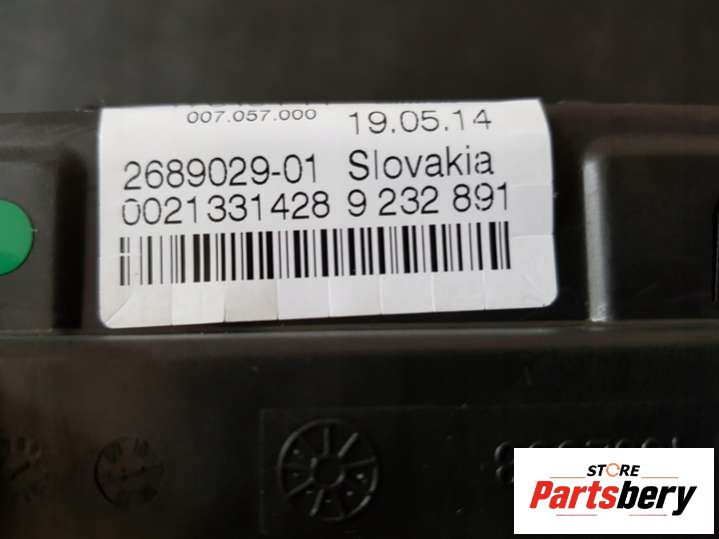 007.057.000 19.05.14
2689029-01 Slovakia
0021331428 9 232 891
STORE
Partsbery